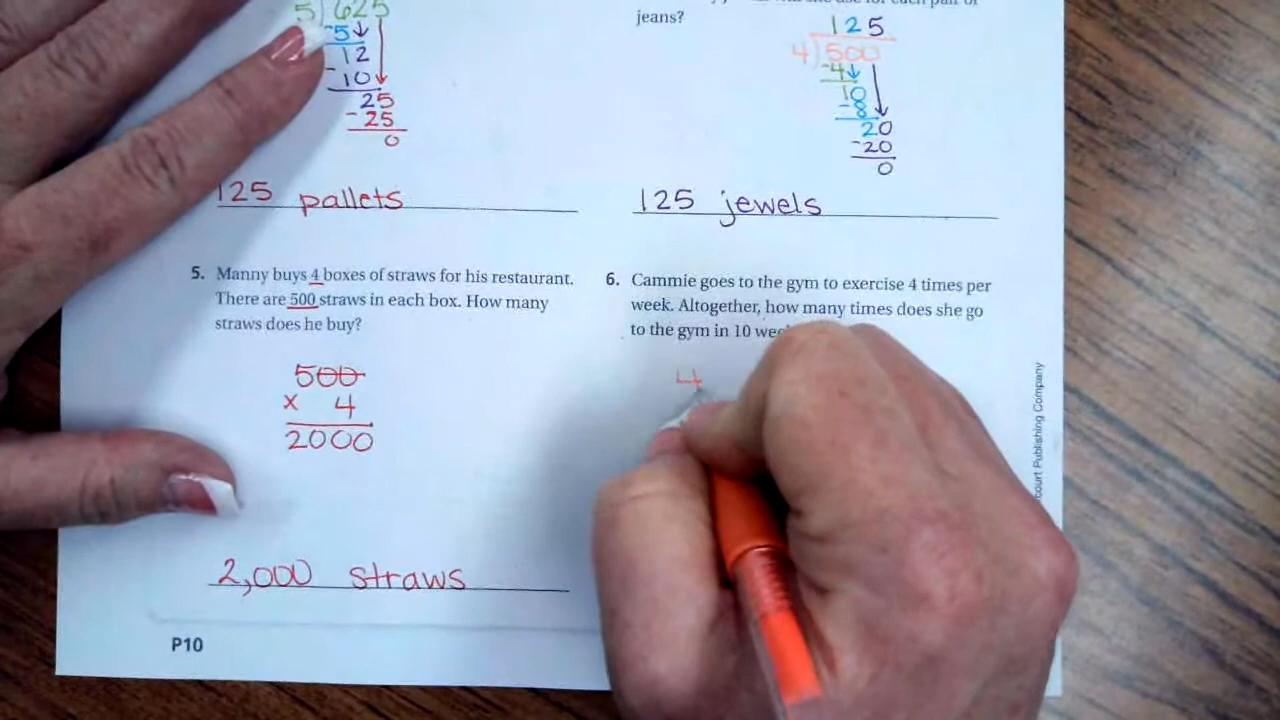 5)625
-5
12
-10
25
-25
0
125 pallets
jeans?
125
4)500
-4
10
-8
20
-20
0
125 jewels
5. Manny buys 4 boxes of straws for his restaurant.
There are 500 straws in each box. How many
straws does he buy?
500
x 4
2000
2,000 straws
6. Cammie goes to the gym to exercise 4 times per
week. Altogether, how many times does she go
to the gym in 10
4
Publishing Company
P10